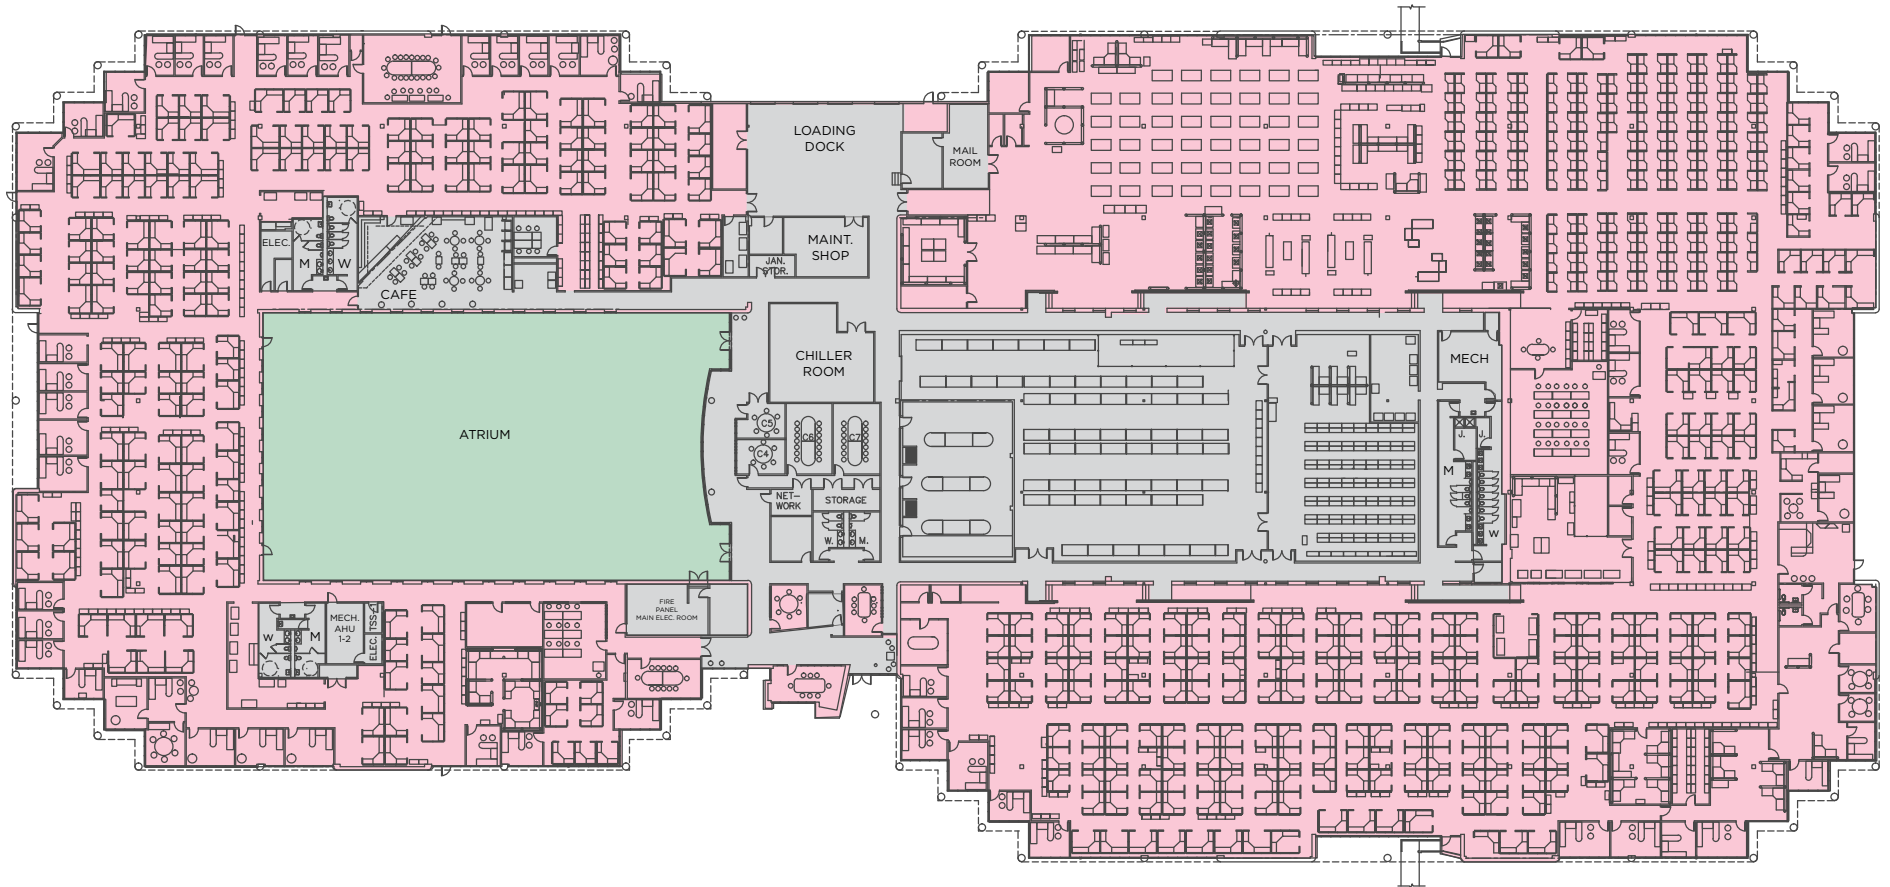 LOADING
DOCK
MAIL
ROOM
ELEC.
M
W
MAINT.
SHOP
JAN.
STOR.
CAFE
CHILLER
ROOM
MECH
ATRIUM
C5
C6
C7
C4
J.
J.
M
W
NET-
WORK
STORAGE
W.
M.
FIRE
PANEL
MAIN ELEC. ROOM
W
M
MECH.
AHU
1-2
ELEC.
TSS-1